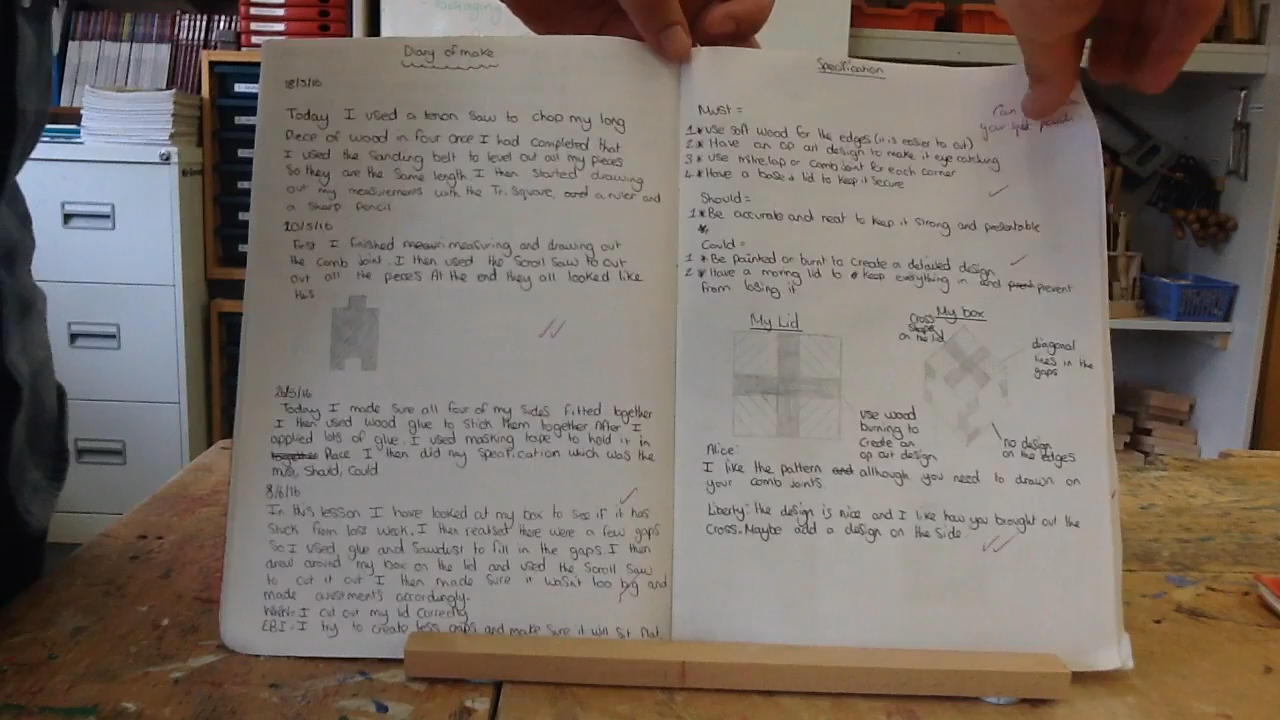 Diary of make
18/5/16
Today I used a tenon saw to chop my long
piece of wood in four once I had completed that
I used the sanding belt to level out all my pieces
so they are the same length. I then started drawing
out my measurements with the Tri. Square, and a ruler and
a sharp pencil
20/5/16
First I finished measuring and drawing out
the comb joint. I then used the scroll saw to cut
out all the pieces At the end they all looked like
this
26/5/16
Today I made sure all four of my sides fitted together
I then used wood glue to stick them together. After I
applied lots of glue. I used masking tape to hold it in
together Place I then did my specification which was the
must, Should, Could
8/6/16
In this lesson I have looked at my box to see if it has
stuck from last week. I then realised there were a few gaps
So I used glue and sawdust to fill in the gaps. I then
drew around my box on the lid and used the scroll saw
to cut it out I then made sure it wasn't too big and
made accordingly.
WWW= I cut out my lid correctly
EBI= I try to create less gaps and make sure it will sit flat
Specification
Must =
1* use soft wood for the edges (it is easier to cut)
2* Have an op art design to make it eye catching
3* use mitre, lap or comb joint for each corner
4* Have a base + lid to keep it secure
Should =
1* Be accurate and neat to keep it strong and presentable
*
Could =
1* Be painted or burnt to create a detailed design
2* Have a moving lid to keep everything in and prevent
from losing it
My Lid
My box
Cross
shape
on the lid
diagonal
lines in the
gaps
use wood
burning to
create an
op art design
no design
on the edges
Alice:
I like the pattern and although you need to drawn on
your comb joints
Liberty: the design is nice and I like how you brought out the
cross. Maybe add a design on the side.